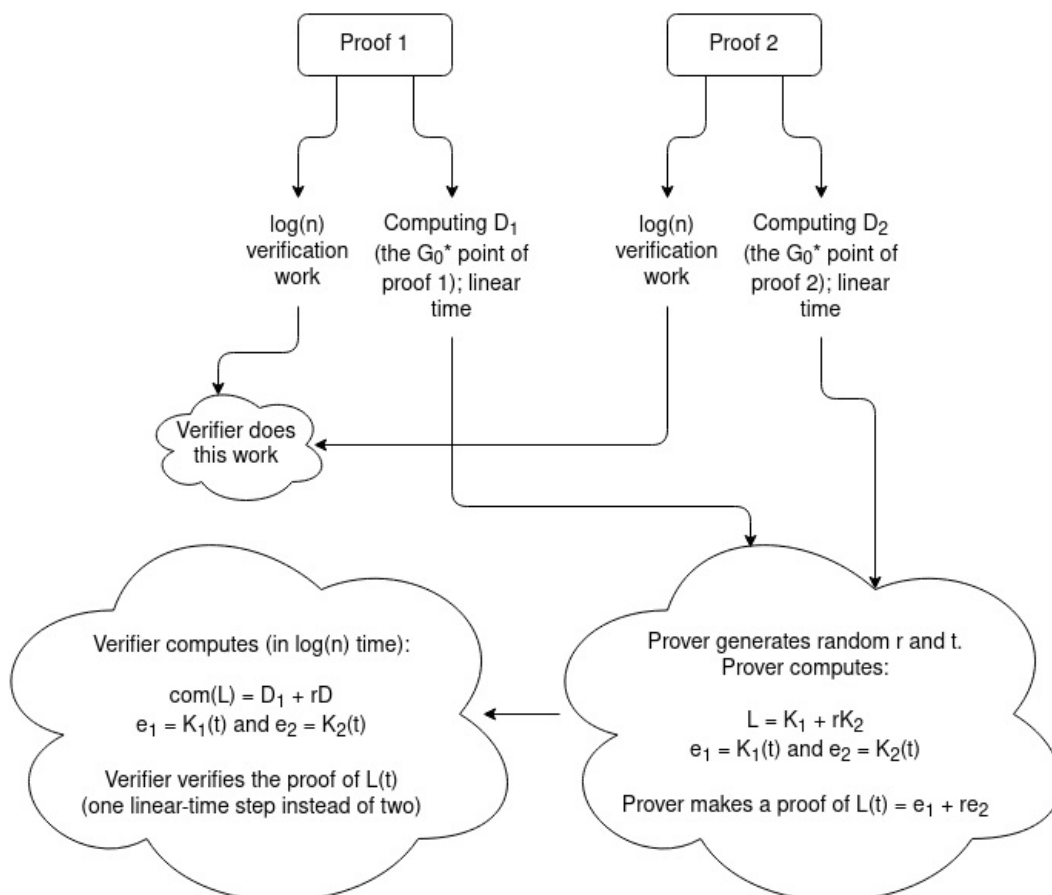 Proof 1
Proof 2
log(n)
verification
work
Computing D₁
(the G₀* point of
proof 1); linear
time
log(n)
verification
work
Computing D₂
(the G₀* point of
proof 2); linear
time
Verifier does
this work
Verifier computes (in log(n) time):
com(L) = D₁ + rD
e₁ = K₁(t) and e₂ = K₂(t)
Verifier verifies the proof of L(t)
(one linear-time step instead of two)
Prover generates random r and t.
Prover computes:
L = K₁ + rK₂
e₁ = K₁(t) and e₂ = K₂(t)
Prover makes a proof of L(t) = e₁ + re₂